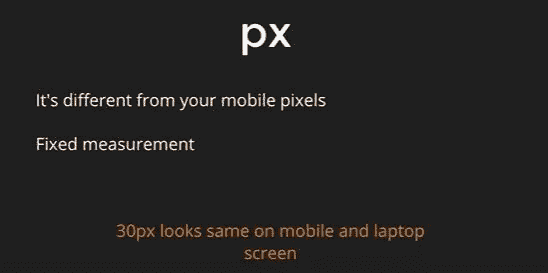 px
It's different from your mobile pixels
Fixed measurement
30px looks same on mobile and laptop
screen